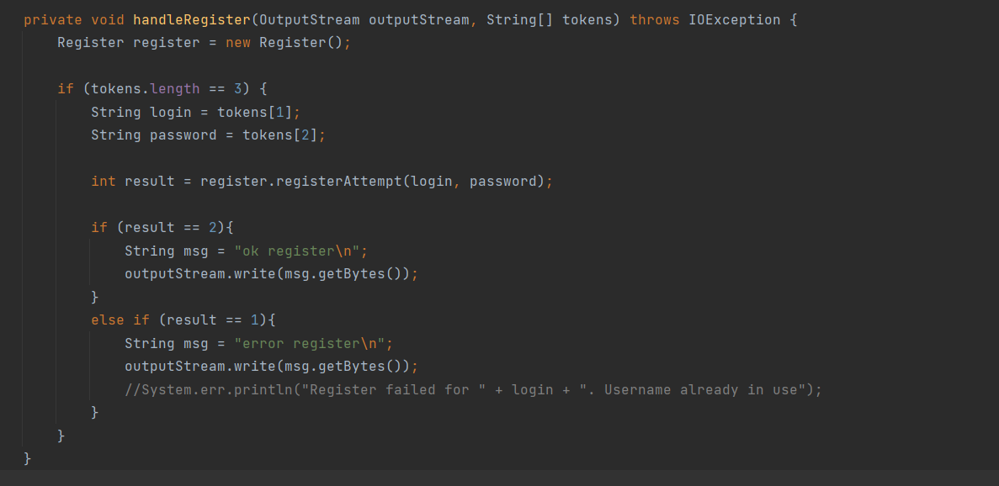 private void handleRegister(OutputStream outputStream, String[] tokens) throws IOException {
    Register register = new Register();

    if (tokens.length == 3) {
        String login = tokens[1];
        String password = tokens[2];

        int result = register.registerAttempt(login, password);

        if (result == 2){
            String msg = "ok register\n";
            outputStream.write(msg.getBytes());
        }
        else if (result == 1){
            String msg = "error register\n";
            outputStream.write(msg.getBytes());
            //System.err.println("Register failed for " + login + ". Username already in use");
        }
    }
}